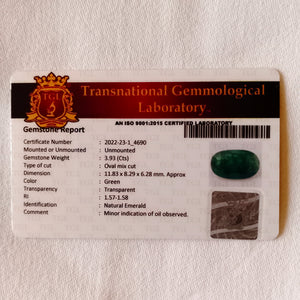 TGL
Transnational Gemmological
Laboratory
AN ISO 9001:2015 CERTIFIED LABORATORY
Gemstone Report
Certificate Number : 2022-23-1_4690
Mounted or Unmounted : Unmounted
Gemstone Weight : 3.93 (Cts)
Type of Cut : Oval mix cut
Dimension : 11.83 x 8.29 x 6.28 mm. Approx
Color : Green
Transparency : Transparent
RI : 1.57-1.58
Identification : Natural Emerald
Comment : Minor indication of oil observed.